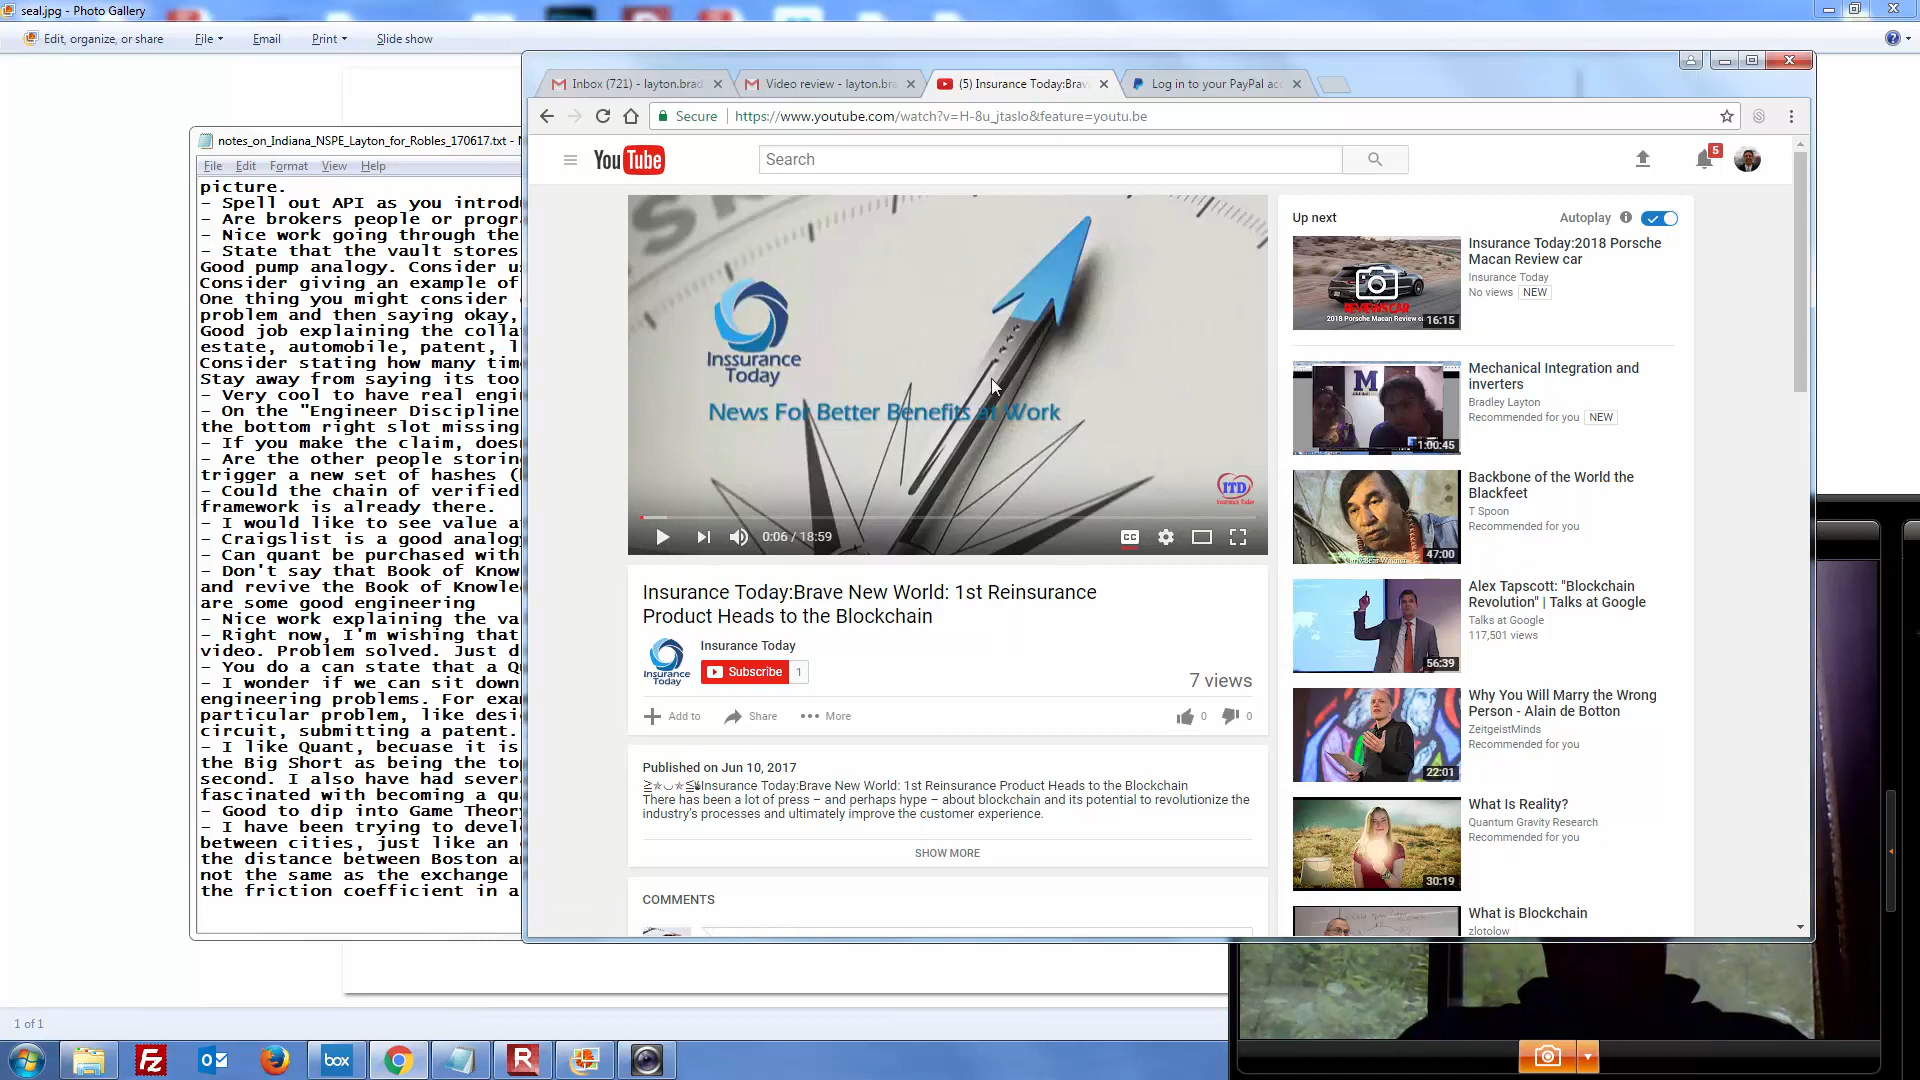 seal.jpg - Photo Gallery
Edit, organize, or share
File
Email
Print
Slide show
notes_on_Indiana_NSPE_Layton_for_Robles_170617.txt -
File Edit Format View Help
picture.
- Spell out API as you
- Are brokers people or
- Nice work going through the
- State that the vault stores
Good pump analogy. Consider
Consider giving an example of
One thing you might consider
problem and then saying okay,
Good job explaining the
estate, automobile, patent,
Consider stating how many
Stay away from saying its too
- Very cool to have real
- On the "Engineer
the bottom right slot missing
- If you make the claim,
- Are the other people
trigger a new set of hashes
- Could the chain of verified
framework is already there.
- I would like to see value
- Craigslist is a good
- Can quant be purchased with
- Don't say that Book of
and revive the Book of
are some good engineering
- Nice work explaining the
- Right now, I'm wishing that
video. Problem solved. Just
- You do a can state that a
- I wonder if we can sit down
engineering problems. For
particular problem, like
circuit, submitting a patent.
- I like Quant, becuase it is
the Big Short as being the
second. I also have had
fascinated with becoming a
- Good to dip into Game
- I have been trying to
between cities, just like an
the distance between Boston
not the same as the exchange
the friction coefficient in a
1 of 1
Inbox (721) - layton.brad
Video review - layton.bra
(5) Insurance Today:Brav
Log in to your PayPal acc
Secure
https://www.youtube.com/watch?v=H-8u_jtaslo&feature=youtu.be
YouTube
Search
5
Inssurance
Today
News For Better Benefits at Work
ITD
0:06 / 18:59
CC
Insurance Today:Brave New World: 1st Reinsurance
Product Heads to the Blockchain
Insurance
Today
Insurance Today
Subscribe 1
7 views
Add to
Share
More
0
0
Published on Jun 10, 2017
Insurance Today:Brave New World: 1st Reinsurance Product Heads to the Blockchain
There has been a lot of press – and perhaps hype – about blockchain and its potential to revolutionize the
industry's processes and ultimately improve the customer experience.
SHOW MORE
COMMENTS
Up next
Autoplay
REVIEWS CAR
2018 Porsche Macan Review
16:15
Insurance Today:2018 Porsche
Macan Review car
Insurance Today
No views NEW
M
1:00:45
Mechanical Integration and
inverters
Bradley Layton
Recommended for you NEW
47:00
Backbone of the World the
Blackfeet
T Spoon
Recommended for you
56:39
Alex Tapscott: "Blockchain
Revolution" | Talks at Google
Talks at Google
117,501 views
22:01
Why You Will Marry the Wrong
Person - Alain de Botton
ZeitgeistMinds
Recommended for you
30:19
What Is Reality?
Quantum Gravity Research
Recommended for you
What is Blockchain
zlotolow
Fz
box
R